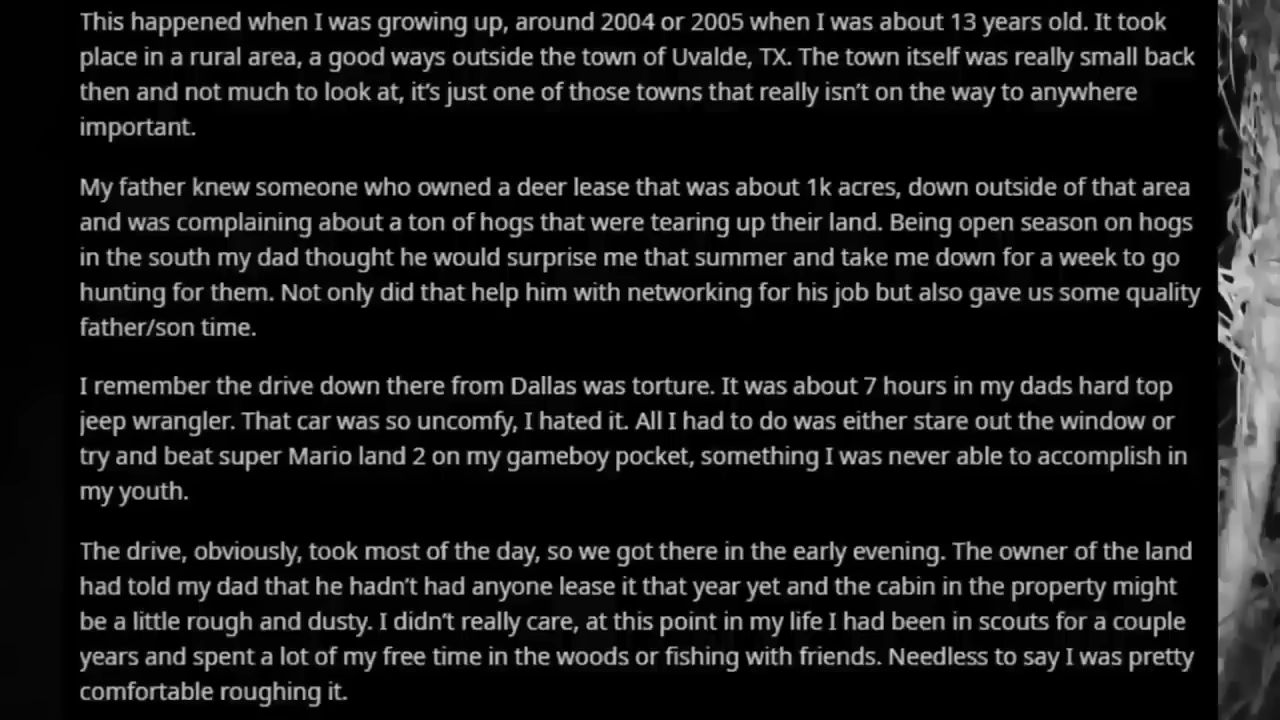 This happened when I was growing up, around 2004 or 2005 when I was about 13 years old. It took
place in a rural area, a good ways outside the town of Uvalde, TX. The town itself was really small back
then and not much to look at, it’s just one of those towns that really isn’t on the way to anywhere
important.
My father knew someone who owned a deer lease that was about 1k acres, down outside of that area
and was complaining about a ton of hogs that were tearing up their land. Being open season on hogs
in the south my dad thought he would surprise me that summer and take me down for a week to go
hunting for them. Not only did that help him with networking for his job but also gave us some quality
father/son time.
I remember the drive down there from Dallas was torture. It was about 7 hours in my dads hard top
jeep wrangler. That car was so uncomfy, I hated it. All I had to do was either stare out the window or
try and beat super Mario land 2 on my gameboy pocket, something I was never able to accomplish in
my youth.
The drive, obviously, took most of the day, so we got there in the early evening. The owner of the land
had told my dad that he hadn’t had anyone lease it that year yet and the cabin in the property might
be a little rough and dusty. I didn’t really care, at this point in my life I had been in scouts for a couple
years and spent a lot of my free time in the woods or fishing with friends. Needless to say I was pretty
comfortable roughing it.